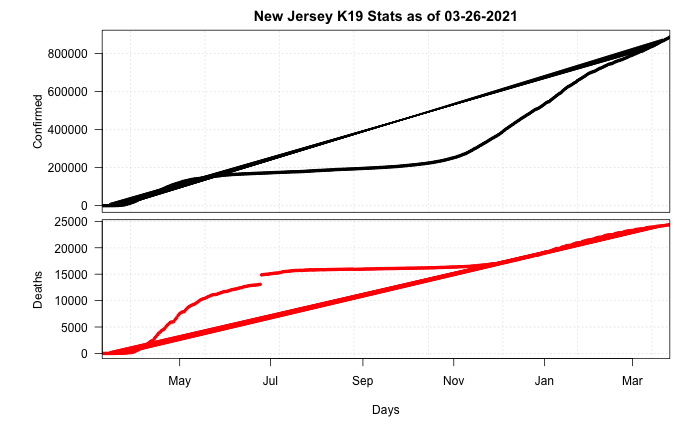 New Jersey K19 Stats as of 03-26-2021
Confirmed
800000
600000
400000
200000
0
Deaths
25000
20000
15000
10000
5000
0
May Jul Sep Nov Jan Mar
Days